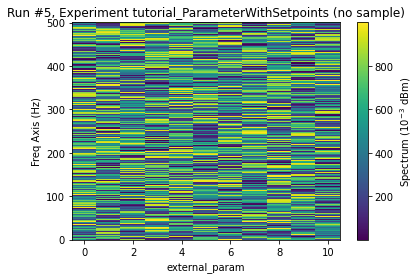 Run #5, Experiment tutorial_ParameterWithSetpoints (no sample)
500
400
300
200
100
0
Freq Axis (Hz)
0 2 4 6 8 10
external_param
800
600
400
200
Spectrum (10⁻³ dBm)